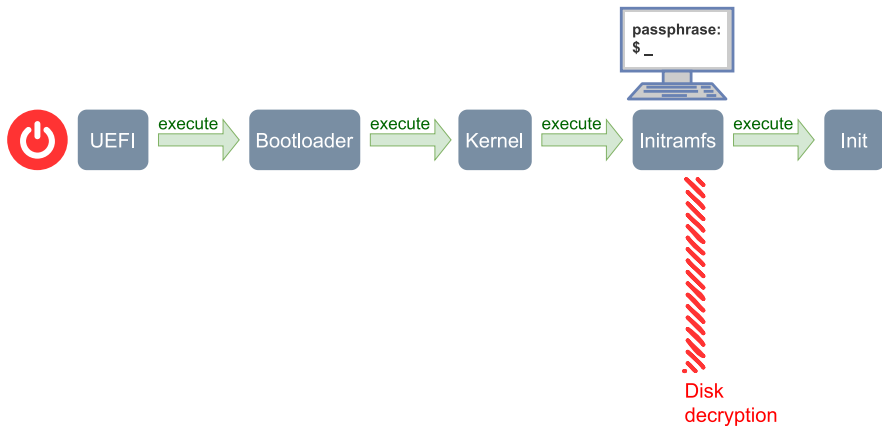 passphrase:
$ _
UEFI execute Bootloader execute Kernel execute Initramfs execute Init
Disk
decryption